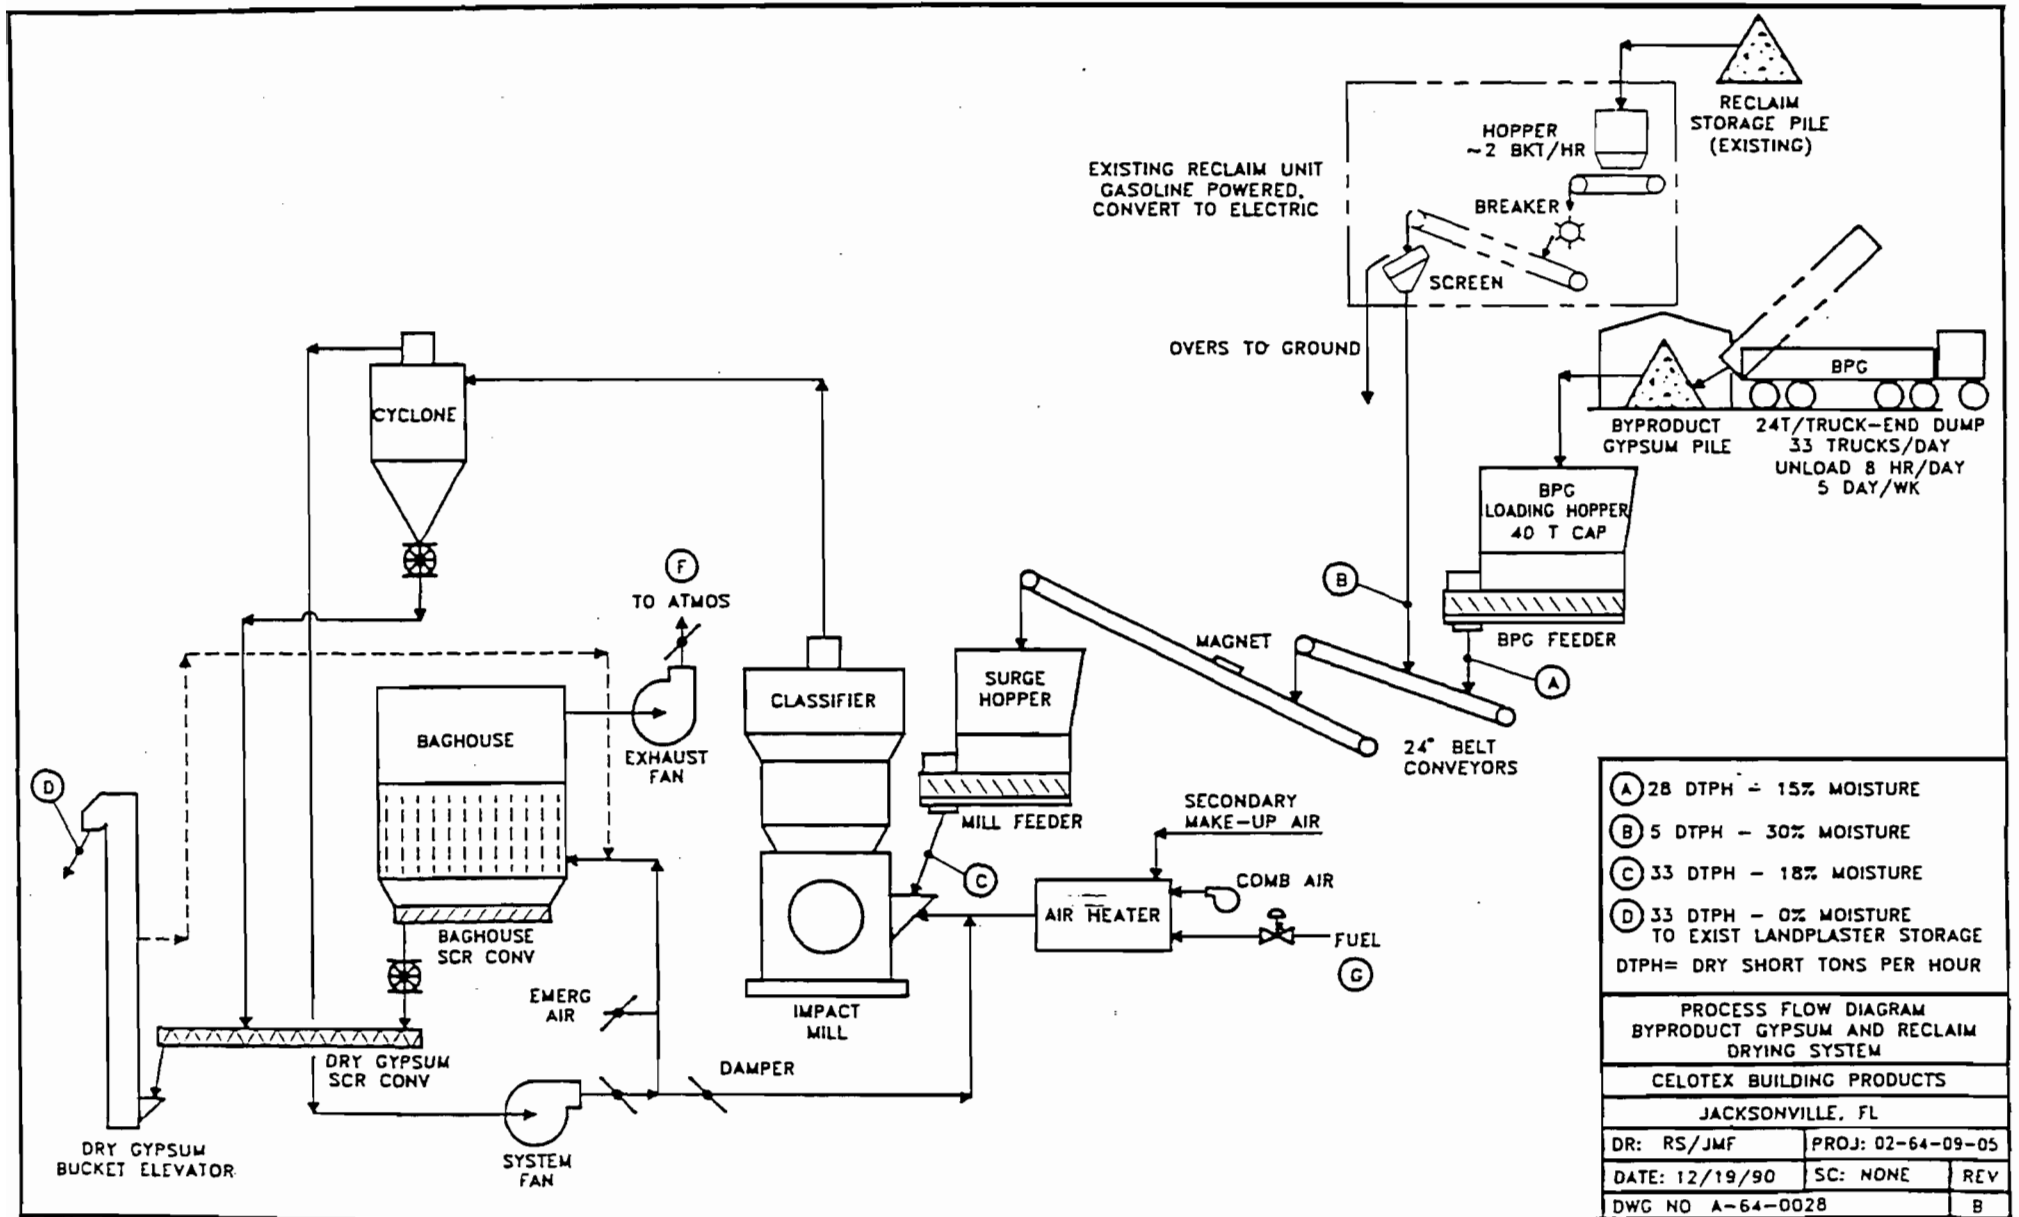 RECLAIM
STORAGE PILE
(EXISTING)
HOPPER
~2 BKT/HR
EXISTING RECLAIM UNIT
GASOLINE POWERED.
CONVERT TO ELECTRIC
BREAKER
SCREEN
OVERS TO GROUND
BPG
BYPRODUCT
GYPSUM PILE
24T/TRUCK-END DUMP
33 TRUCKS/DAY
UNLOAD 8 HR/DAY
5 DAY/WK
BPG
LOADING HOPPER
40 T CAP
BPG FEEDER
A
B
MAGNET
24" BELT
CONVEYORS
SURGE
HOPPER
MILL FEEDER
C
SECONDARY
MAKE-UP AIR
COMB AIR
AIR HEATER
FUEL
G
CYCLONE
F
TO ATMOS
CLASSIFIER
IMPACT
MILL
BAGHOUSE
EXHAUST
FAN
D
BAGHOUSE
SCR CONV
EMERG
AIR
DAMPER
DRY GYPSUM
SCR CONV
SYSTEM
FAN
DRY GYPSUM
BUCKET ELEVATOR
A 28 DTPH - 15% MOISTURE
B 5 DTPH - 30% MOISTURE
C 33 DTPH - 18% MOISTURE
D 33 DTPH - 0% MOISTURE
TO EXIST LANDPLASTER STORAGE
DTPH= DRY SHORT TONS PER HOUR
PROCESS FLOW DIAGRAM
BYPRODUCT GYPSUM AND RECLAIM
DRYING SYSTEM
CELOTEX BUILDING PRODUCTS
JACKSONVILLE, FL
DR: RS/JMF PROJ: 02-64-09-05
DATE: 12/19/90 SC: NONE REV
DWG NO A-64-0028 B